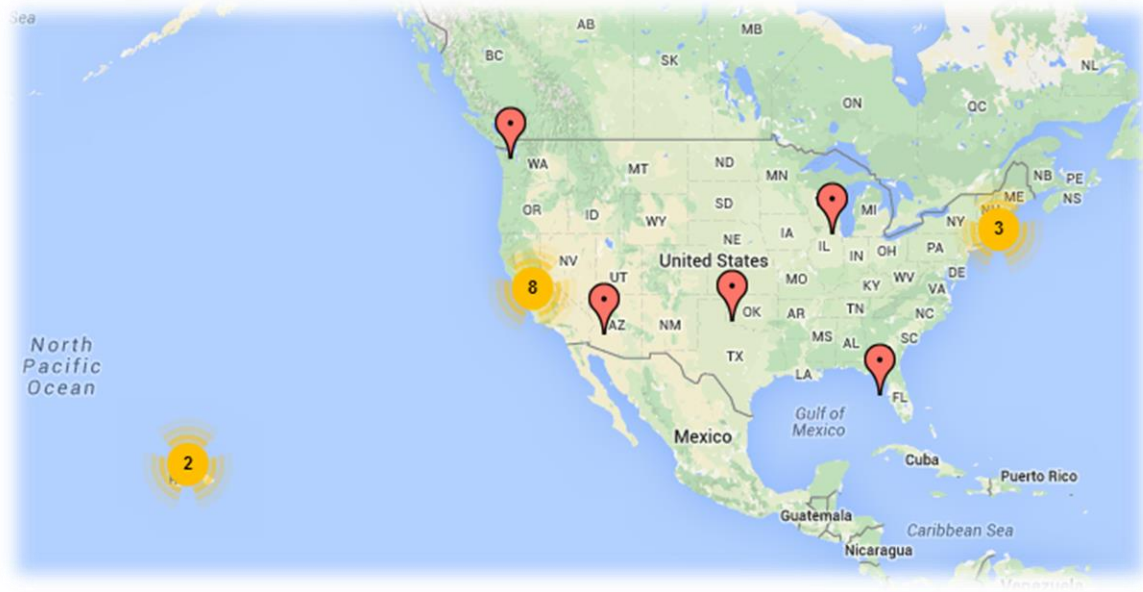 Sea
AB
MB
BC
SK
NL
ON
QC
WA
MT
ND
MN
NB
PE
ME
NS
OR
ID
SD
MI
WY
NY
3
NE
IA
IL
OH
PA
NV
United States
IN
UT
MO
WV
DE
8
KY
VA
OK
AR
TN
NC
AZ
NM
MS
AL
SC
North
Pacific
Ocean
TX
LA
FL
Gulf of
Mexico
Mexico
2
Cuba
Puerto Rico
Guatemala
Caribbean Sea
Nicaragua
Venezuela